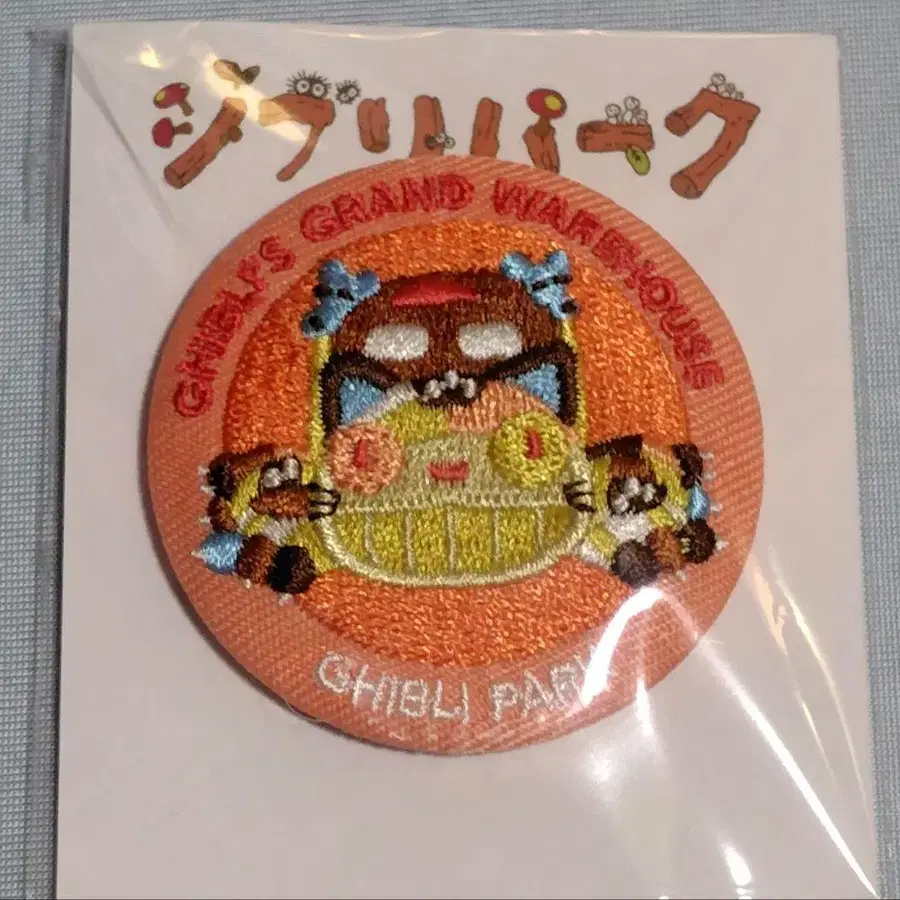 ジブリパーク
GHIBLI'S GRAND WAREHOUSE
GHIBLI PARK